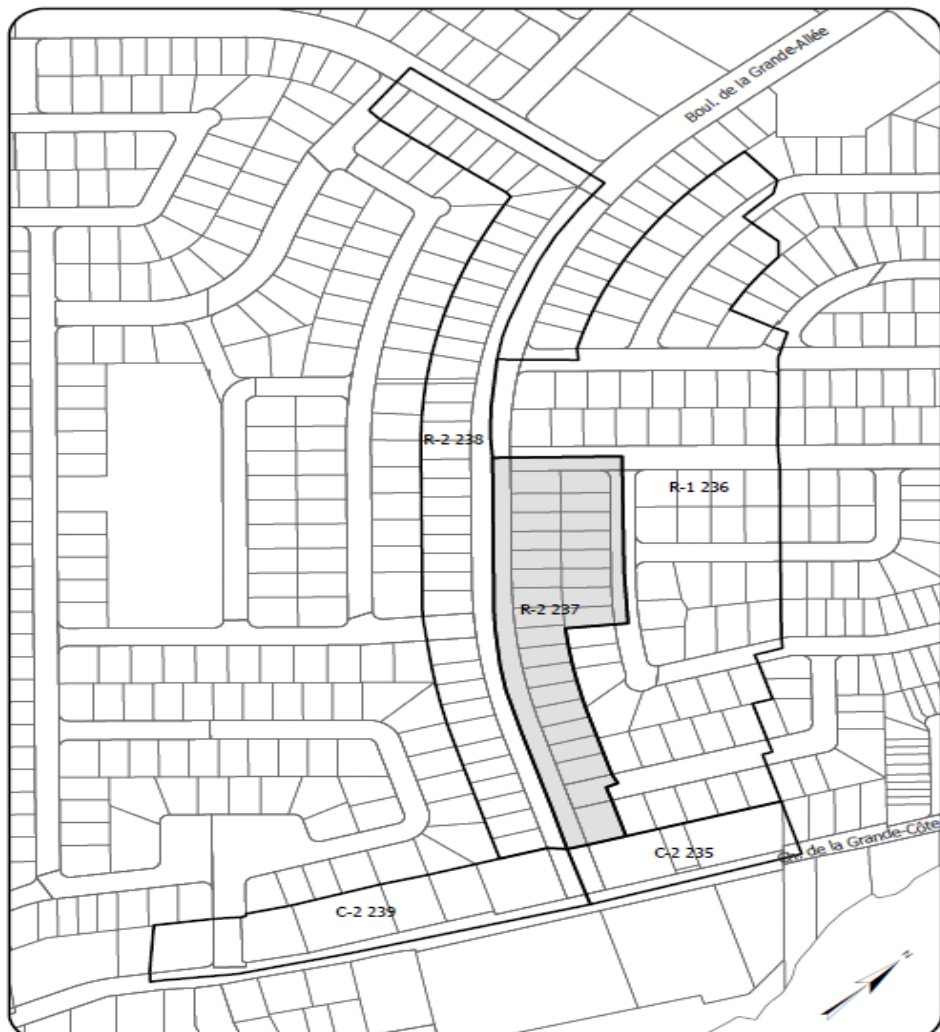 Boul. de la Grande-Allée
R-2 238
R-1 236
R-2 237
C-2 235
Ch. de la Grande-Côte
C-2 239
N